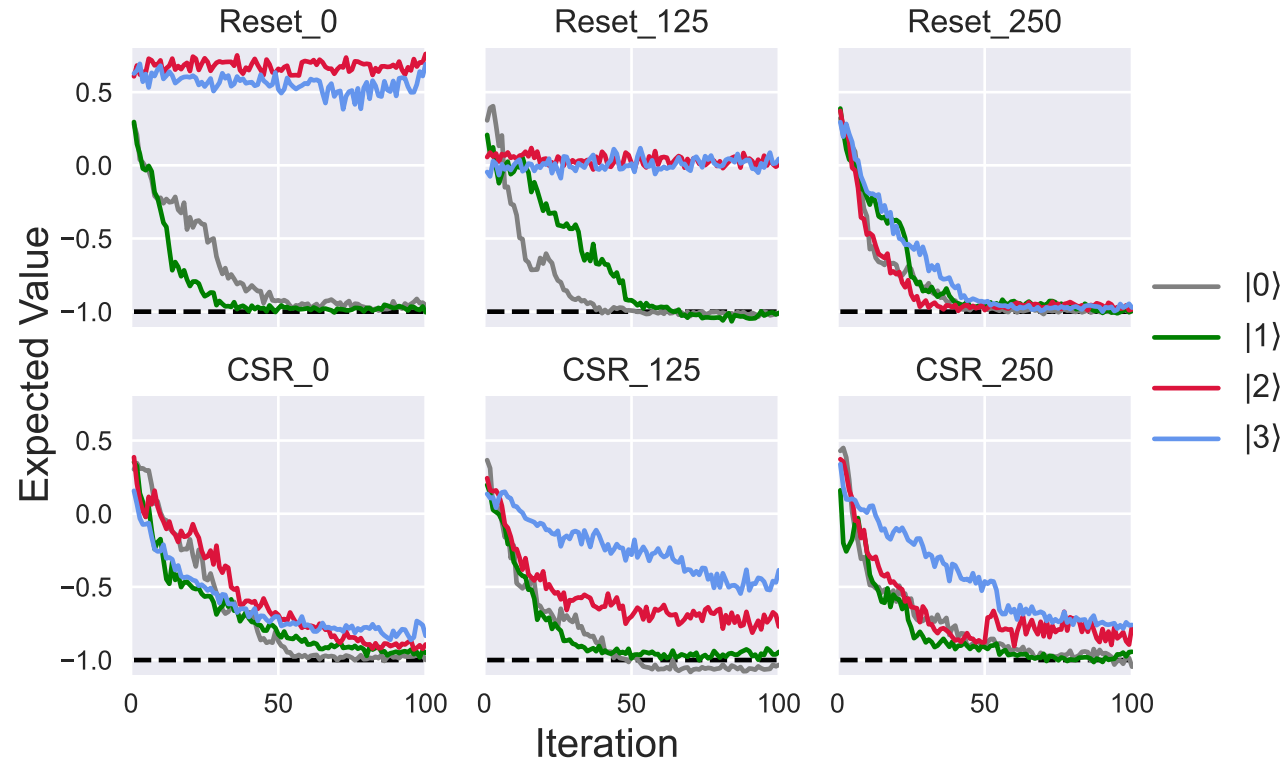 Reset_0 Reset_125 Reset_250
0.5
0.0
−0.5
−1.0
CSR_0 CSR_125 CSR_250
0.5
0.0
−0.5
−1.0
0 50 100 0 50 100 0 50 100
Iteration
Expected Value
|0⟩
|1⟩
|2⟩
|3⟩